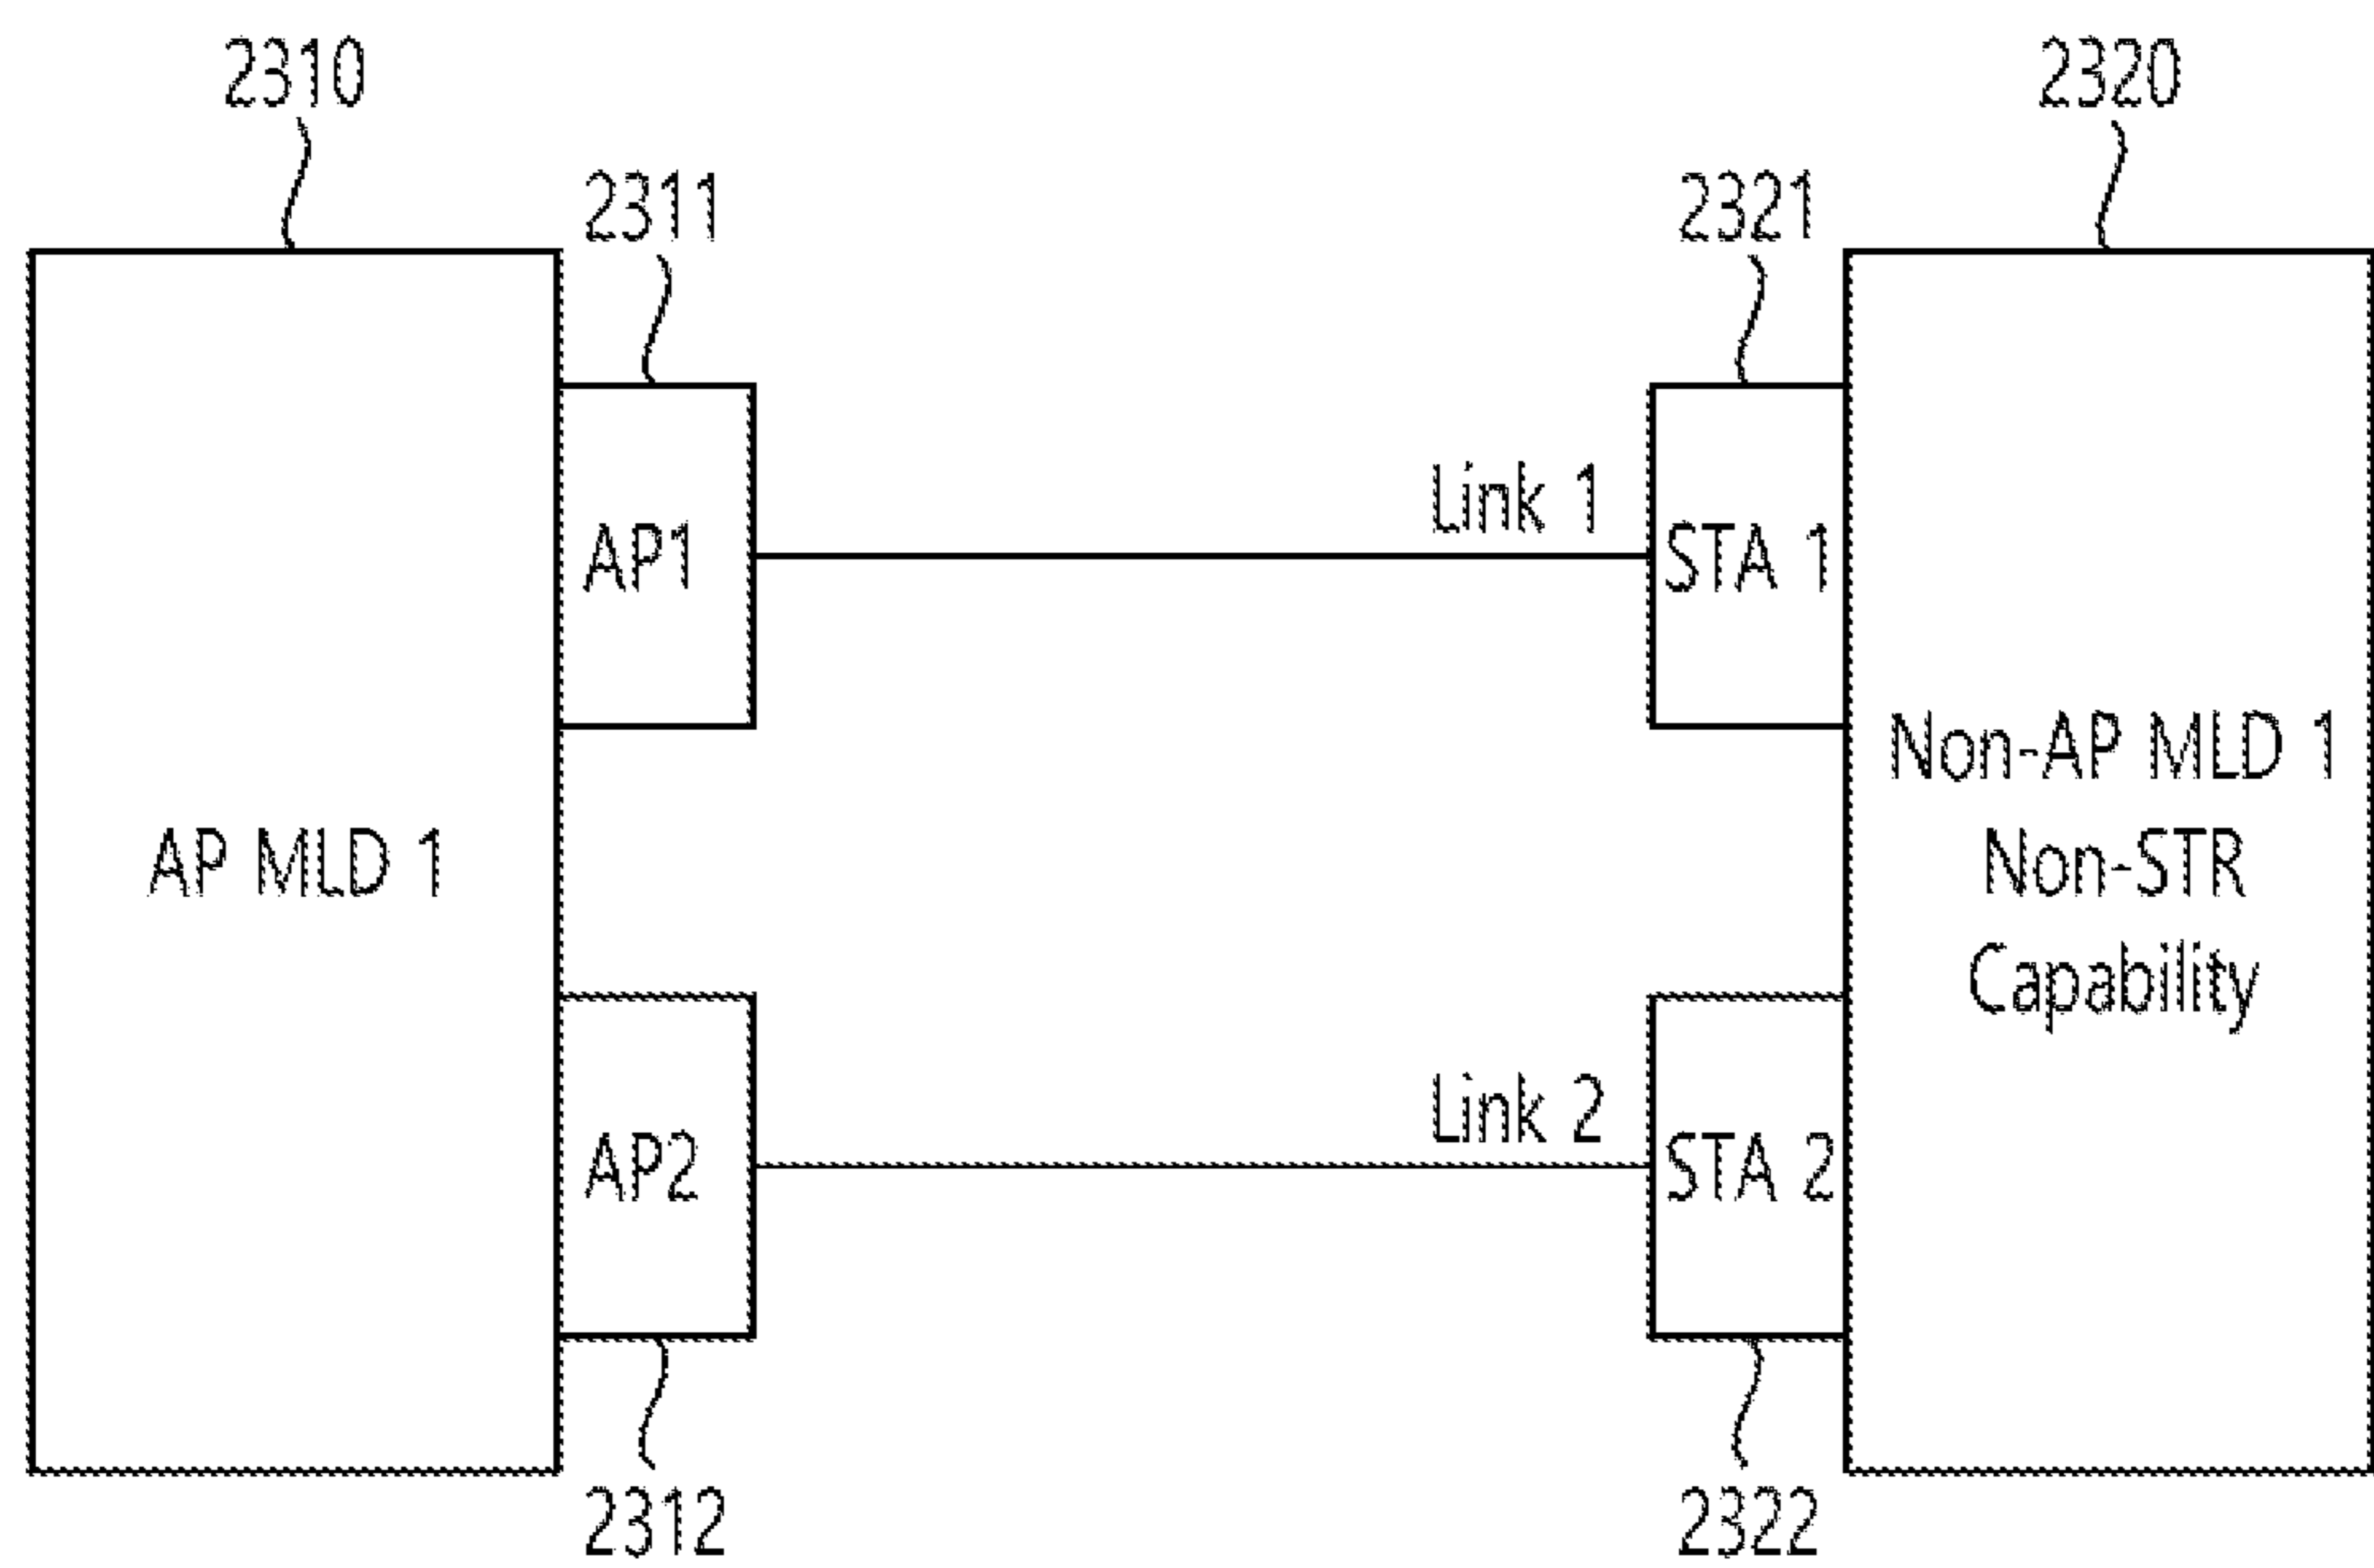 2310
2320
2311
2321
Link 1
AP1
STA 1
Non-AP MLD 1
Non-STR
Capability
AP MLD 1
Link 2
AP2
STA 2
2312
2322